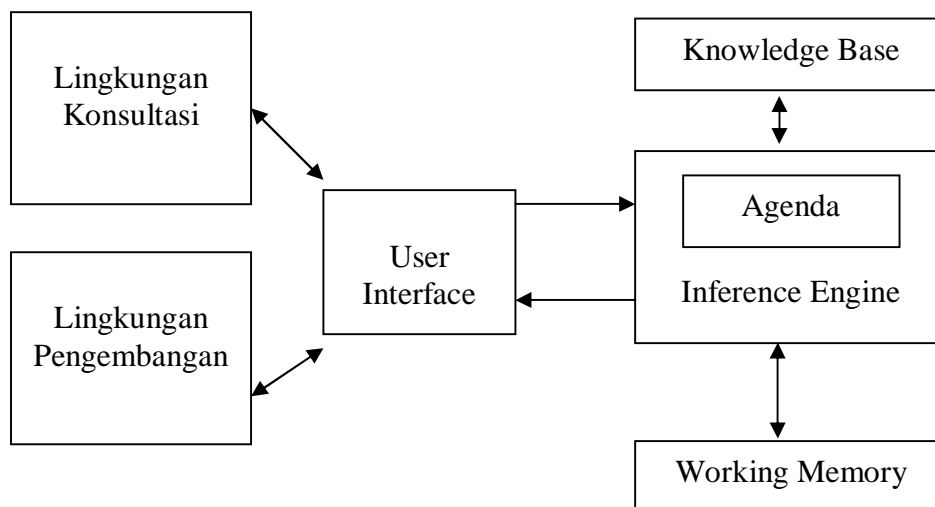 Lingkungan
Konsultasi
Lingkungan
Pengembangan
User
Interface
Knowledge Base
Agenda
Inference Engine
Working Memory